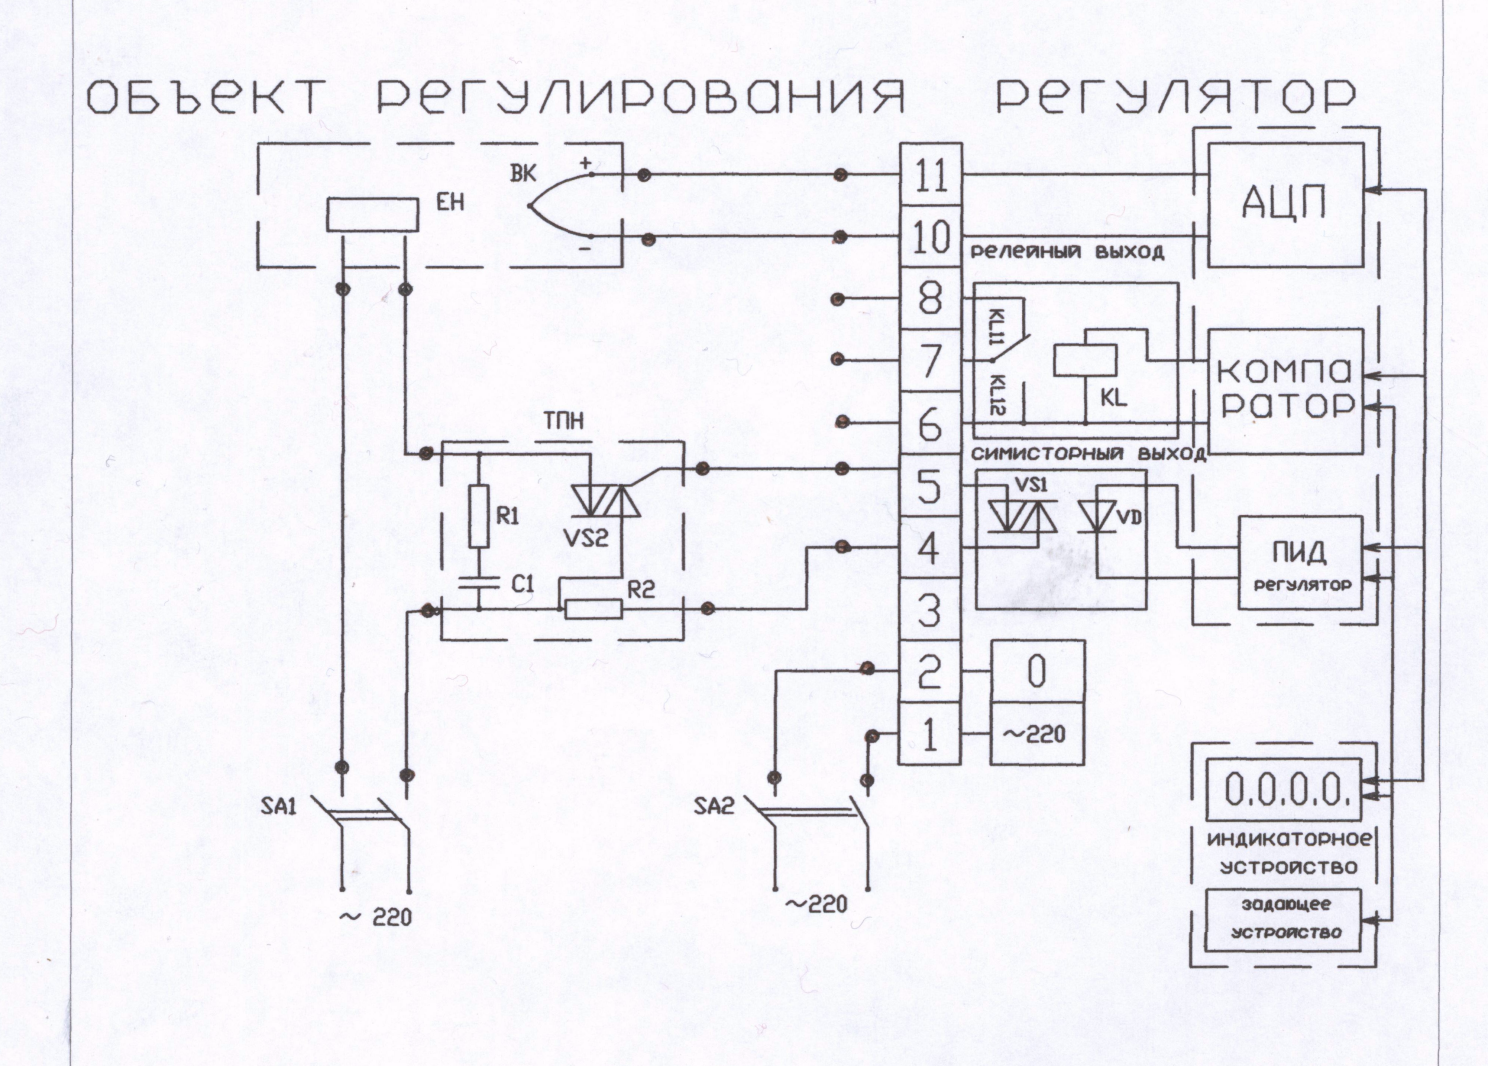 ОБЪЕКТ РЕГУЛИРОВАНИЯ РЕГУЛЯТОР
ВК + 11 АЦП
ЕН
- 10
РЕЛЕЙНЫЙ ВЫХОД
8
KL11
7 КОМПА
KL12 KL РАТОР
ТПН 6
СИМИСТОРНЫЙ ВЫХОД
5 VS1
R1 VD
VS2 4 ПИД
C1 R2 РЕГУЛЯТОР
3
2 0
1 ~220
SA1 SA2 0.0.0.0.
ИНДИКАТОРНОЕ
УСТРОЙСТВО
~ 220 ~220 ЗАДАЮЩЕЕ
УСТРОЙСТВО